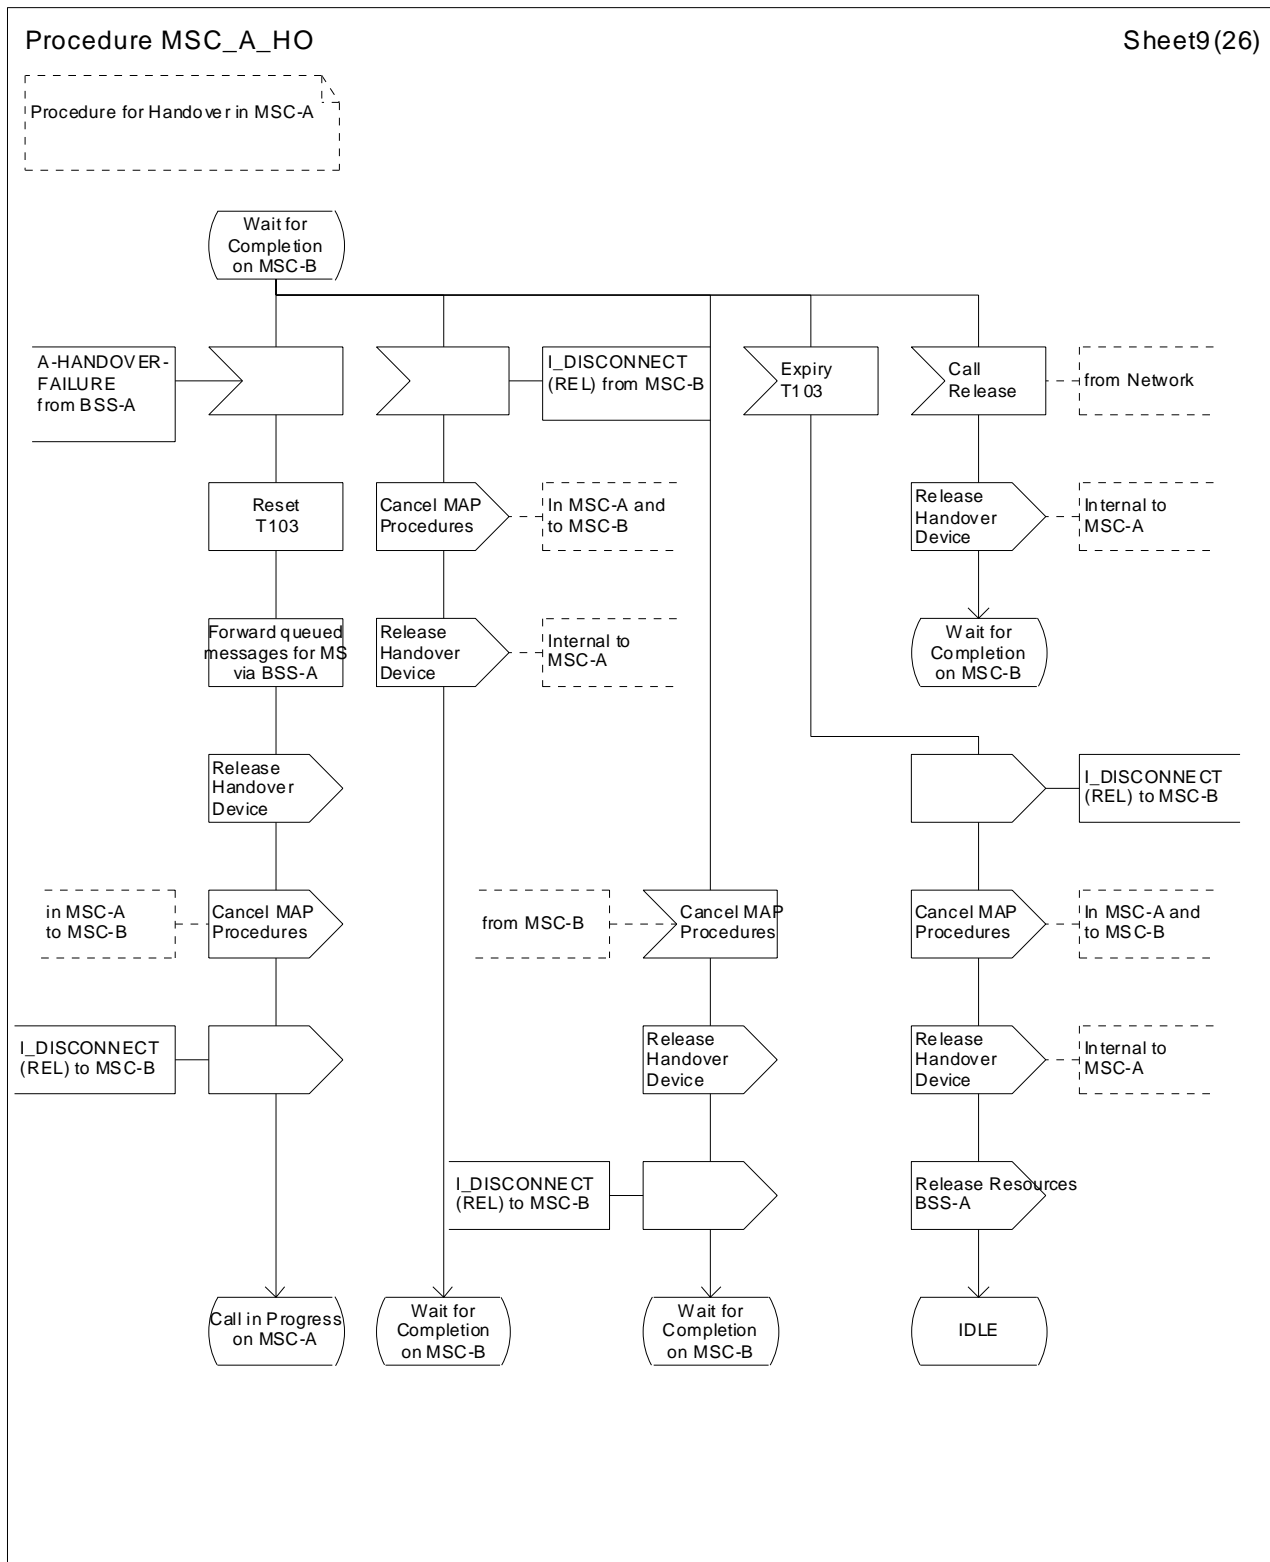 Procedure MSC_A_HO
Sheet9(26)
Procedure for Handover in MSC-A
Wait for
Completion
on MSC-B
A-HANDOVER-
FAILURE
from BSS-A
I_DISCONNECT
(REL) from MSC-B
Expiry
T103
Call
Release
from Network
Reset
T103
Cancel MAP
Procedures
In MSC-A and
to MSC-B
Release
Handover
Device
Internal to
MSC-A
Forward queued
messages for MS
via BSS-A
Release
Handover
Device
Internal to
MSC-A
Wait for
Completion
on MSC-B
Release
Handover
Device
I_DISCONNECT
(REL) to MSC-B
in MSC-A
to MSC-B
Cancel MAP
Procedures
from MSC-B
Cancel MAP
Procedures
Cancel MAP
Procedures
In MSC-A and
to MSC-B
I_DISCONNECT
(REL) to MSC-B
Release
Handover
Device
Release
Handover
Device
Internal to
MSC-A
I_DISCONNECT
(REL) to MSC-B
Release Resources
BSS-A
Call in Progress
on MSC-A
Wait for
Completion
on MSC-B
Wait for
Completion
on MSC-B
IDLE